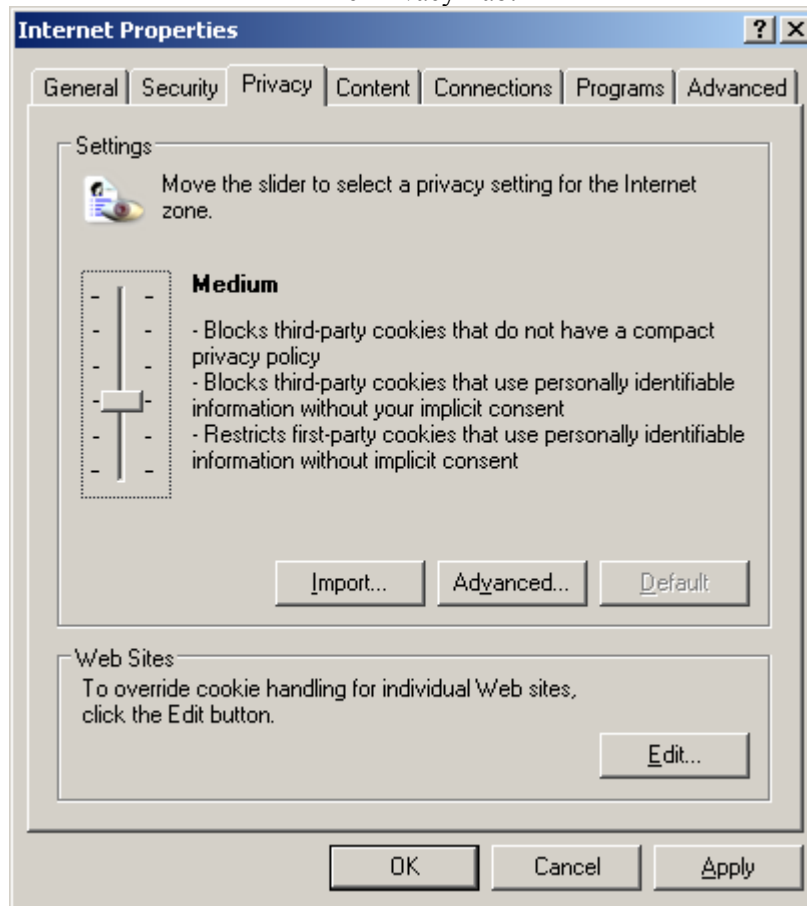 Internet Properties
General Security Privacy Content Connections Programs Advanced
Settings
Move the slider to select a privacy setting for the Internet
zone.
Medium
- Blocks third-party cookies that do not have a compact
privacy policy
- Blocks third-party cookies that use personally identifiable
information without your implicit consent
- Restricts first-party cookies that use personally identifiable
information without implicit consent
Import... Advanced... Default
Web Sites
To override cookie handling for individual Web sites,
click the Edit button.
Edit...
OK Cancel Apply